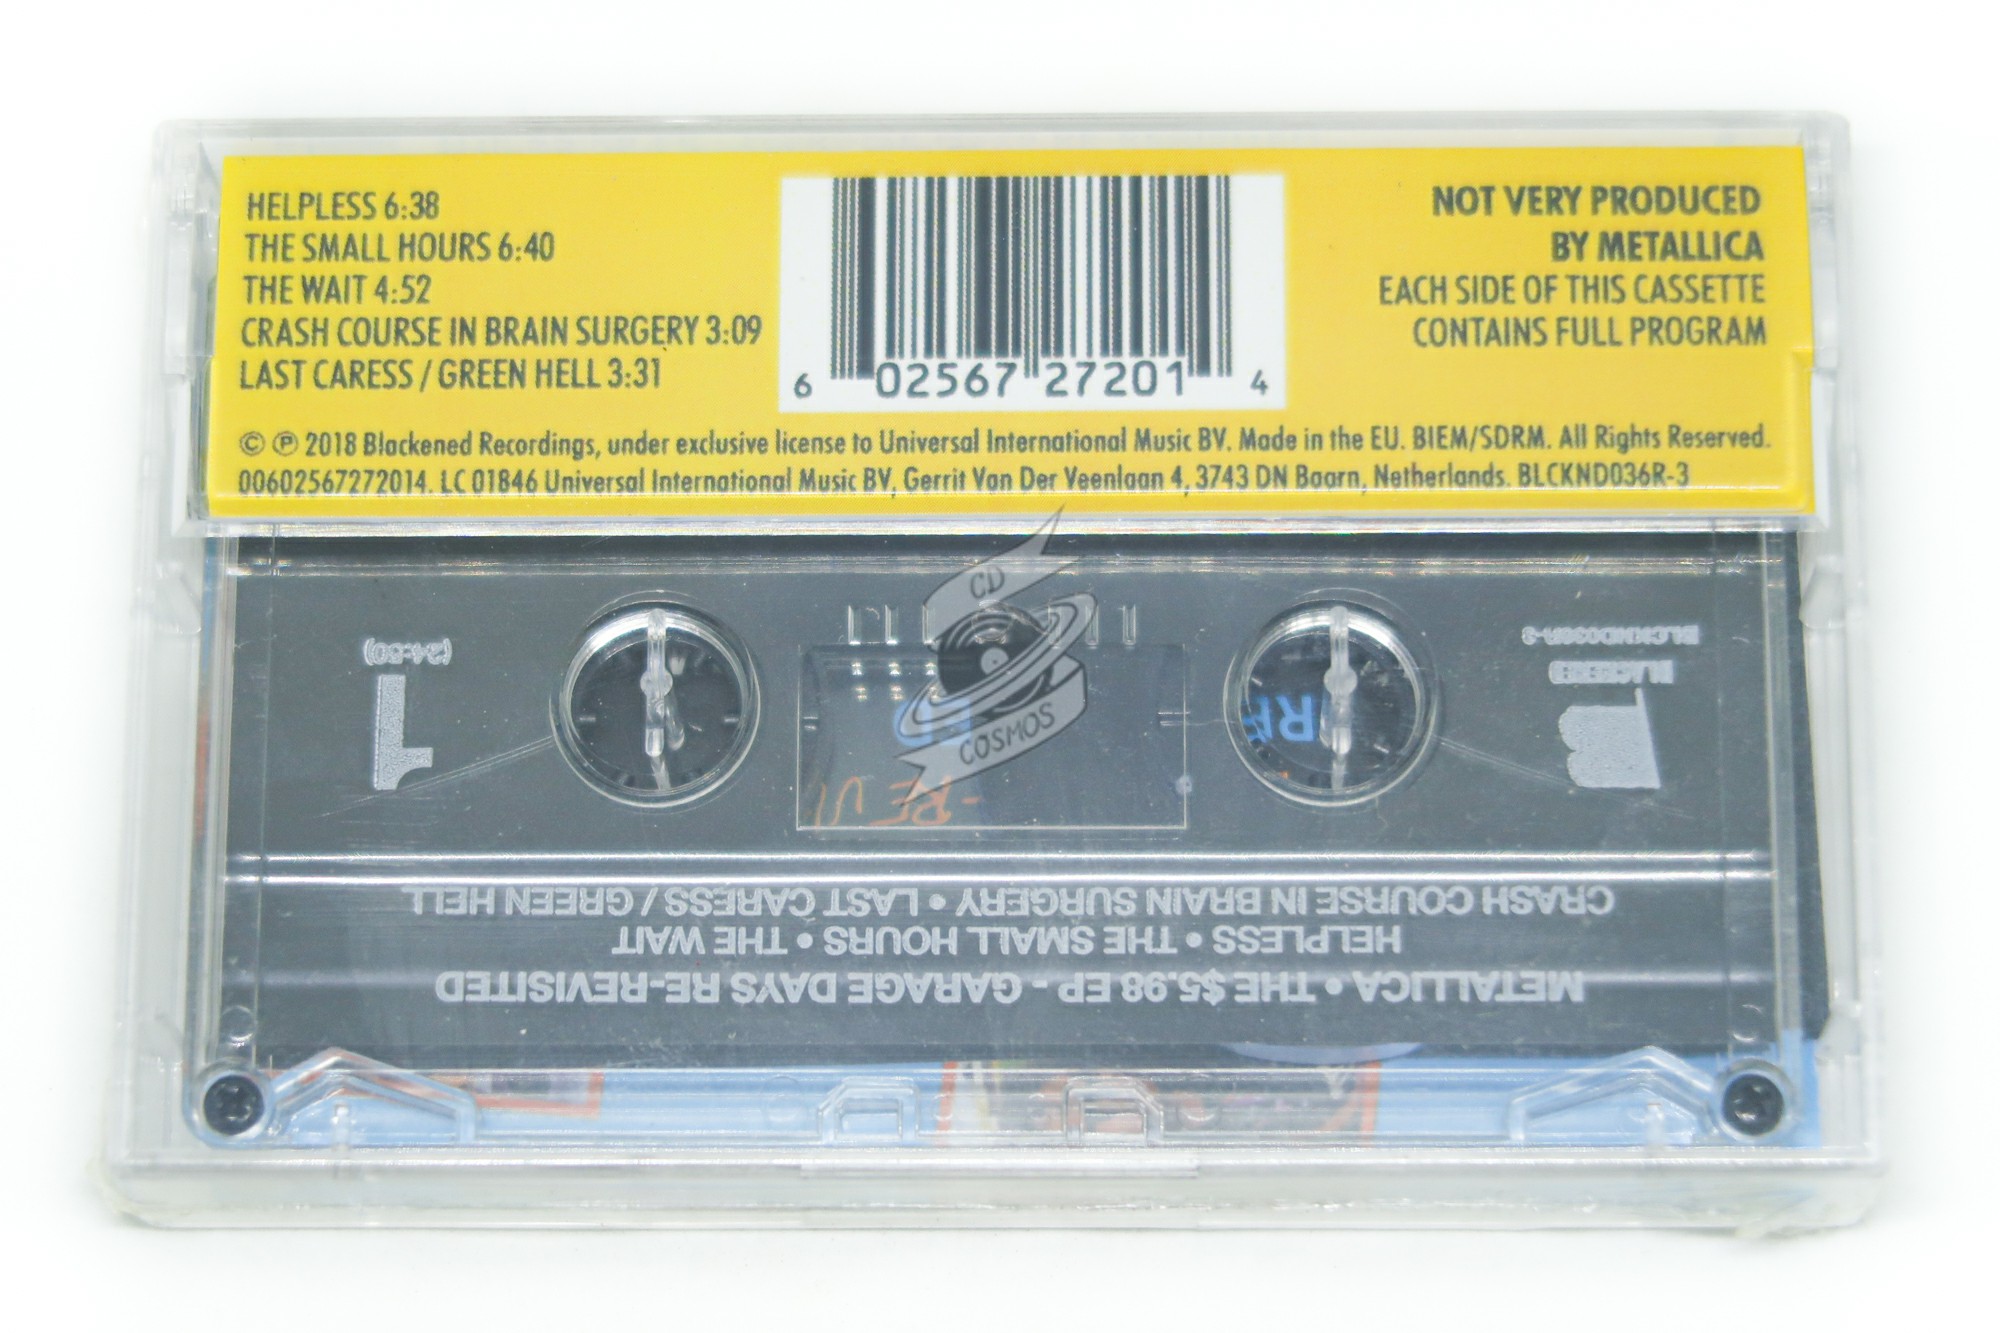 HELPLESS 6:38
THE SMALL HOURS 6:40
THE WAIT 4:52
CRASH COURSE IN BRAIN SURGERY 3:09
LAST CARESS / GREEN HELL 3:31
6 02567 27201 4
NOT VERY PRODUCED
BY METALLICA
EACH SIDE OF THIS CASSETTE
CONTAINS FULL PROGRAM
© ℗ 2018 Blackened Recordings, under exclusive license to Universal International Music BV. Made in the EU. BIEM/SDRM. All Rights Reserved.
00602567272014. LC 01846 Universal International Music BV, Gerrit Van Der Veenlaan 4, 3743 DN Baarn, Netherlands. BLCKND036R-3
CD
COSMOS
METALLICA • THE $5.98 EP - GARAGE DAYS RE-REVISITED
HELPLESS • THE SMALL HOURS • THE WAIT
CRASH COURSE IN BRAIN SURGERY • LAST CARESS / GREEN HELL
1
(24:50)
BLACKENED
BLCKND036R-3